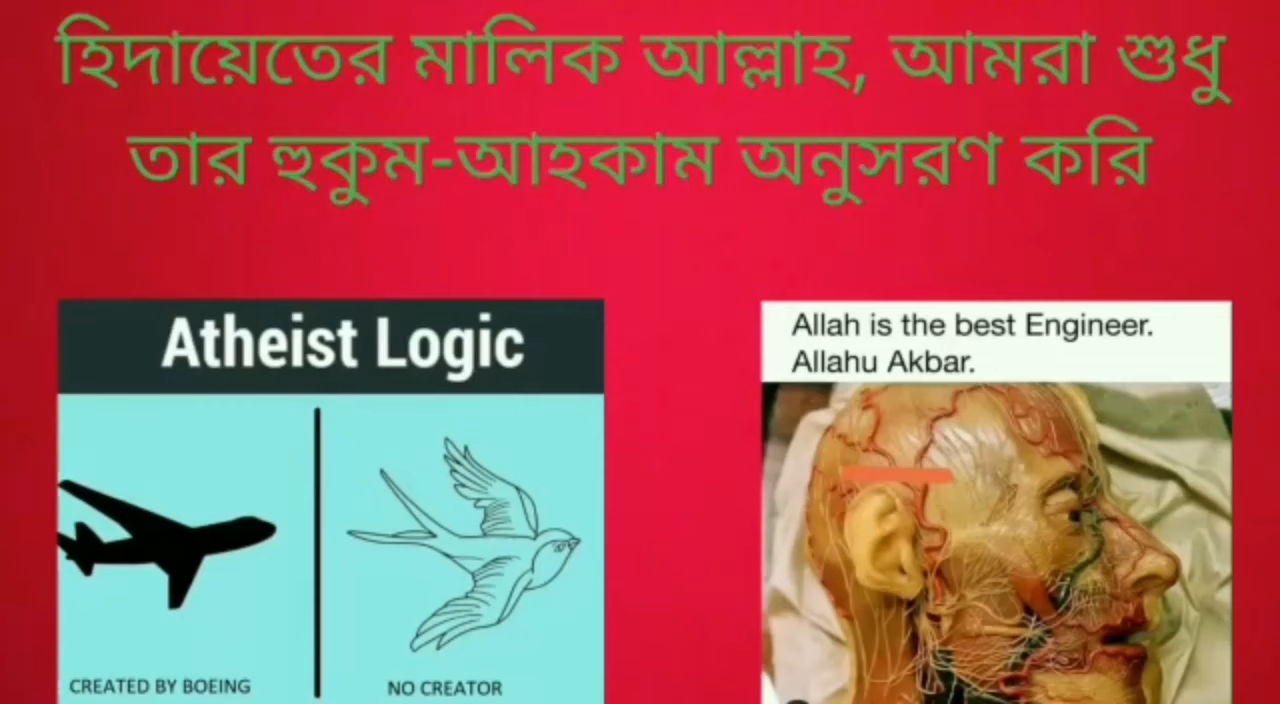 হিদায়েতের মালিক আল্লাহ, আমরা শুধু
তার হুকুম-আহকাম অনুসরণ করি
Atheist Logic
CREATED BY BOEING
NO CREATOR
Allah is the best Engineer.
Allahu Akbar.